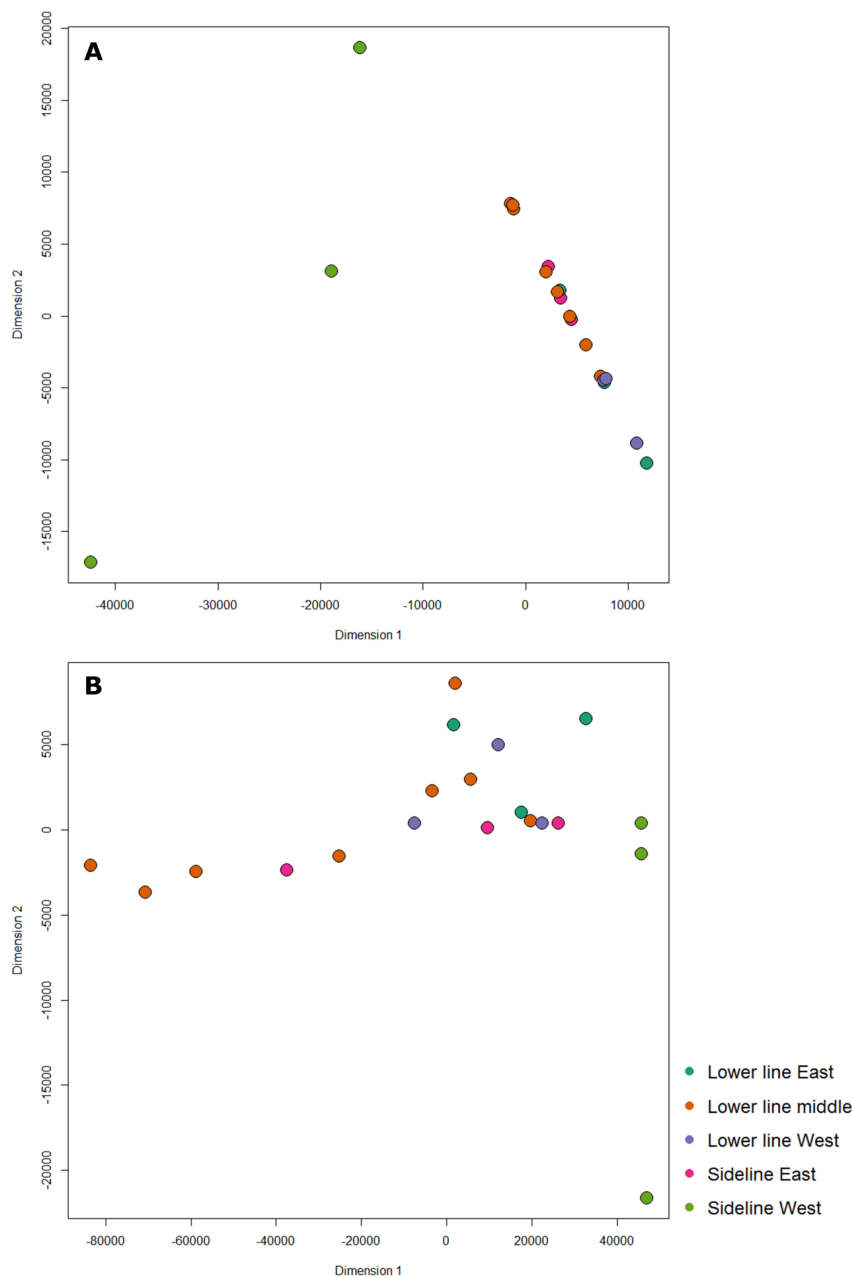 A
20000
15000
10000
5000
0
-5000
-10000
-15000
Dimension 2
-40000 -30000 -20000 -10000 0 10000
Dimension 1
B
5000
0
-5000
-10000
-15000
-20000
Dimension 2
-80000 -60000 -40000 -20000 0 20000 40000
Dimension 1
Lower line East
Lower line middle
Lower line West
Sideline East
Sideline West